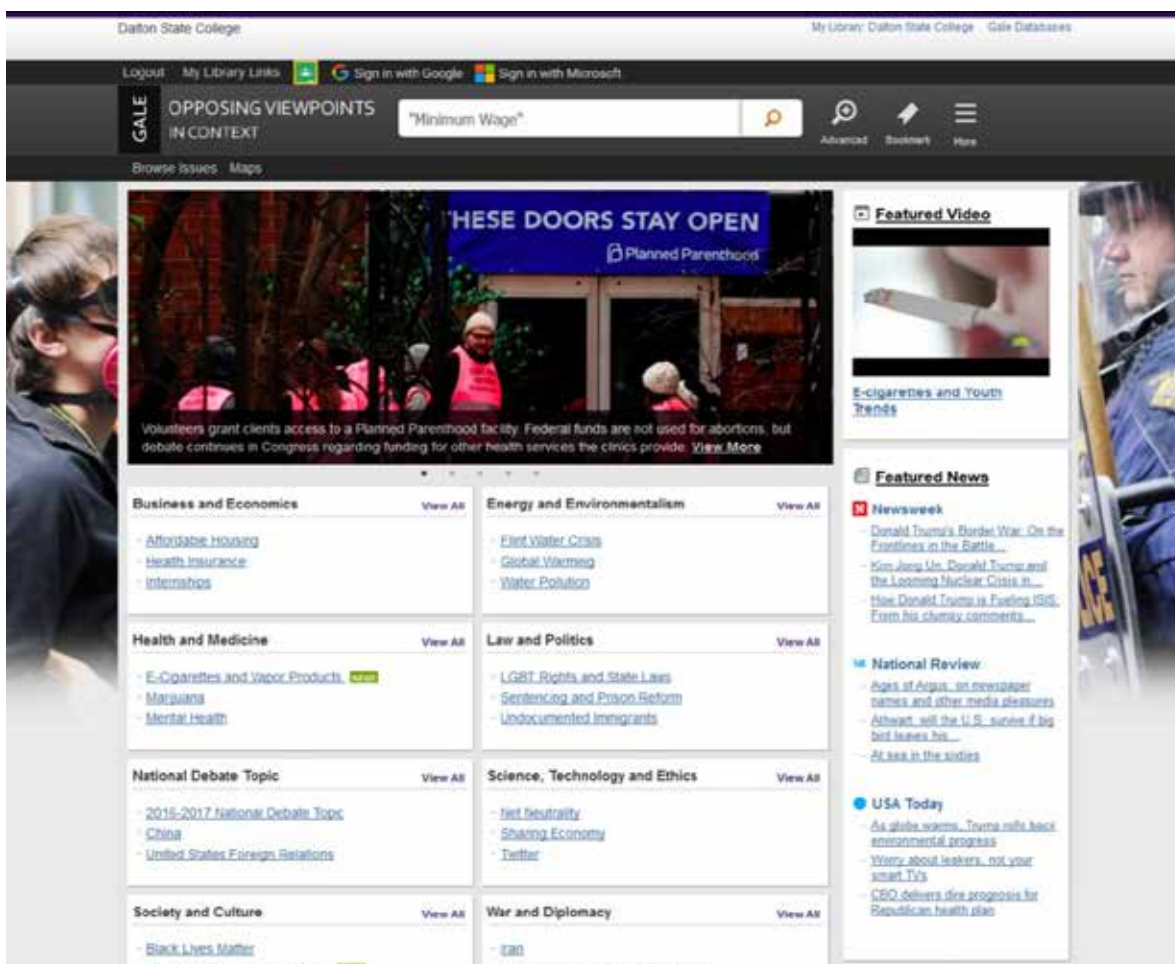 Dalton State College
My Library: Dalton State College Gale Databases
Logout My Library Links Sign in with Google Sign in with Microsoft
GALE
OPPOSING VIEWPOINTS
IN CONTEXT
"Minimum Wage"
Advanced Bookmark More
Browse Issues Maps
THESE DOORS STAY OPEN
Planned Parenthood
Volunteers grant clients access to a Planned Parenthood facility. Federal funds are not used for abortions, but
debate continues in Congress regarding funding for other health services the clinics provide. View More
Business and Economics View All
Affordable Housing
Health Insurance
Internships
Energy and Environmentalism View All
Flint Water Crisis
Global Warming
Water Pollution
Health and Medicine View All
E-Cigarettes and Vapor Products NEW!
Marijuana
Mental Health
Law and Politics View All
LGBT Rights and State Laws
Sentencing and Prison Reform
Undocumented Immigrants
National Debate Topic View All
2016-2017 National Debate Topic
China
United States Foreign Relations
Science, Technology and Ethics View All
Net Neutrality
Sharing Economy
Twitter
Society and Culture View All
Black Lives Matter
War and Diplomacy View All
Iran
Featured Video
E-cigarettes and Youth
Trends
Featured News
Newsweek
Donald Trump's Border War: On the
Frontlines in the Battle...
Kim Jong Un, Donald Trump and
the Looming Nuclear Crisis in...
How Donald Trump is Fueling ISIS:
From his clumsy comments...
National Review
Ages of Argus: on newspaper
names and other media pleasures
Athwart: will the U.S. survive if big
bird leaves his...
At sea in the sixties
USA Today
As globe warms, Trump rolls back
environmental progress
Worry about leakers, not your
smart TVs
CBO delivers dire prognosis for
Republican health plan